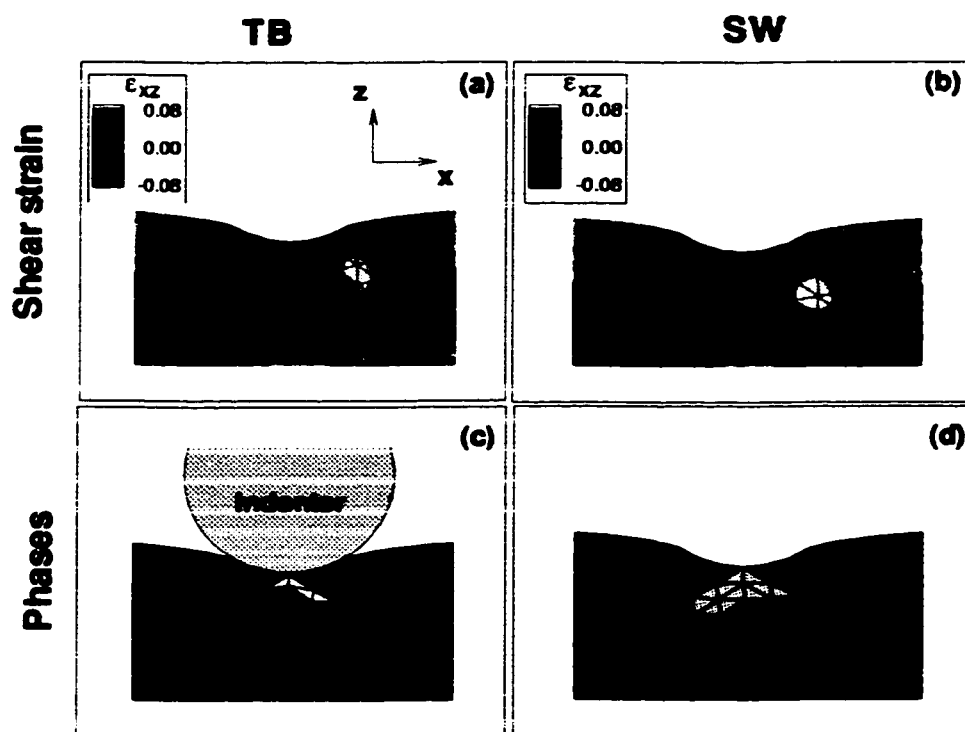 TB
SW
Shear strain
(a)
εxz
0.08
0.00
-0.08
z
x
(b)
εxz
0.08
0.00
-0.08
Phases
(c)
Indenter
(d)